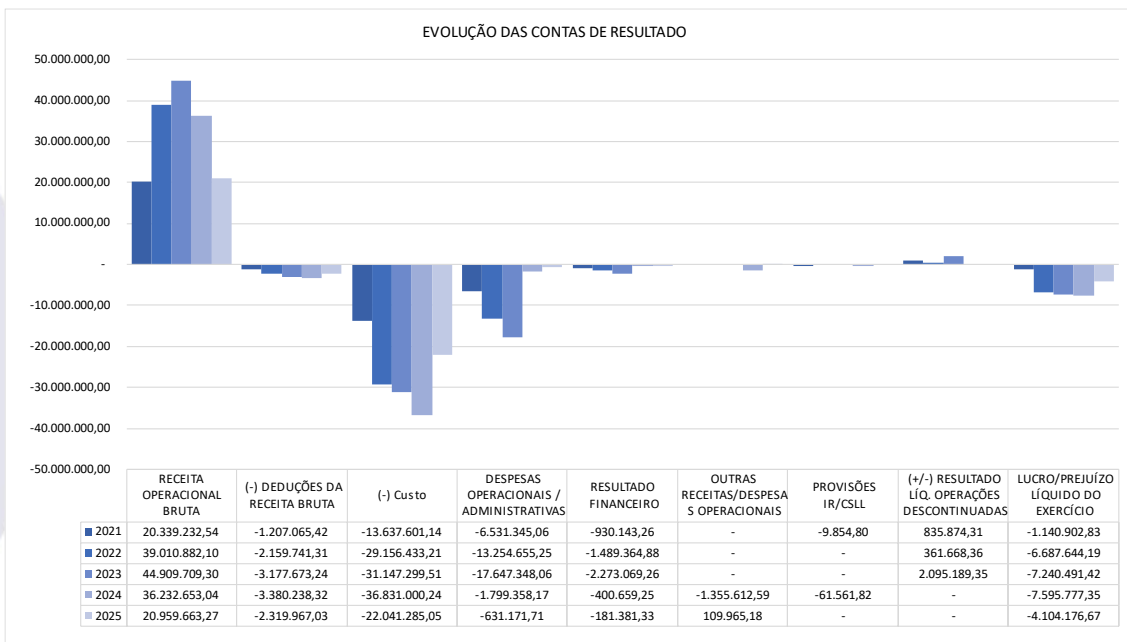 EVOLUÇÃO DAS CONTAS DE RESULTADO
50.000.000,00
40.000.000,00
30.000.000,00
20.000.000,00
10.000.000,00
-
-10.000.000,00
-20.000.000,00
-30.000.000,00
-40.000.000,00
-50.000.000,00
RECEITA
OPERACIONAL
BRUTA
(-) DEDUÇÕES DA
RECEITA BRUTA
(-) Custo
DESPESAS
OPERACIONAIS /
ADMINISTRATIVAS
RESULTADO
FINANCEIRO
OUTRAS
RECEITAS/DESPESA
S OPERACIONAIS
PROVISÕES
IR/CSLL
(+/-) RESULTADO
LÍQ. OPERAÇÕES
DESCONTINUADAS
LUCRO/PREJUÍZO
LÍQUIDO DO
EXERCÍCIO
2021 20.339.232,54 -1.207.065,42 -13.637.601,14 -6.531.345,06 -930.143,26 - -9.854,80 835.874,31 -1.140.902,83
2022 39.010.882,10 -2.159.741,31 -29.156.433,21 -13.254.655,25 -1.489.364,88 - - 361.668,36 -6.687.644,19
2023 44.909.709,30 -3.177.673,24 -31.147.299,51 -17.647.348,06 -2.273.069,26 - - 2.095.189,35 -7.240.491,42
2024 36.232.653,04 -3.380.238,32 -36.831.000,24 -1.799.358,17 -400.659,25 -1.355.612,59 -61.561,82 - -7.595.777,35
2025 20.959.663,27 -2.319.967,03 -22.041.285,05 -631.171,71 -181.381,33 109.965,18 - - -4.104.176,67